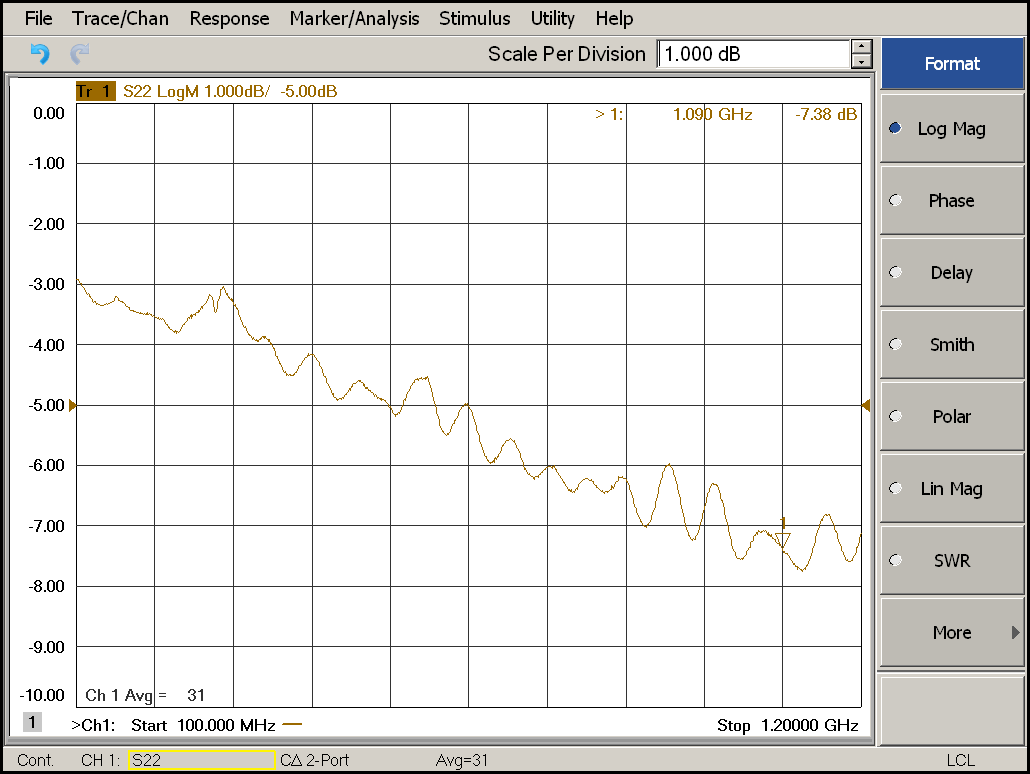 File Trace/Chan Response Marker/Analysis Stimulus Utility Help
Scale Per Division 1.000 dB
Format
Tr 1 S22 LogM 1.000dB/ -5.00dB
> 1: 1.090 GHz -7.38 dB
0.00
-1.00
-2.00
-3.00
-4.00
-5.00
-6.00
-7.00
-8.00
-9.00
-10.00
1
Ch 1 Avg = 31
1 >Ch1: Start 100.000 MHz Stop 1.20000 GHz
Log Mag
Phase
Delay
Smith
Polar
Lin Mag
SWR
More
Cont. CH 1: S22 C∆ 2-Port Avg=31 LCL